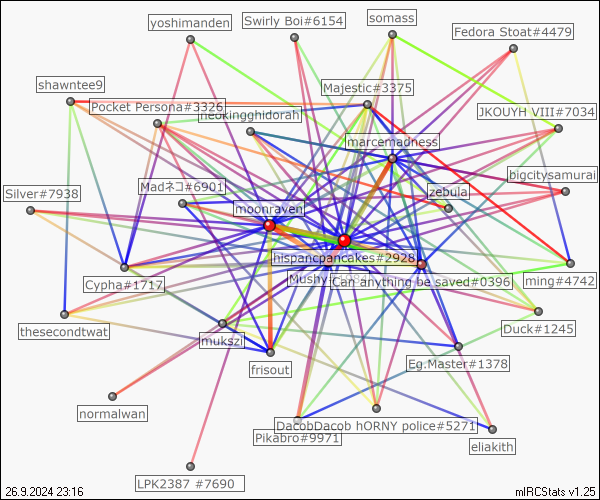 yoshimanden
Swirly Boi#6154
somass
Fedora Stoat#4479
shawntee9
Majestic#3375
Pocket Persona#3326
neokingghidorah
JKOUYH VIII#7034
marcemadness
bigcitysamurai
Silver#7938
Madネコ#6901
zebula
moonraven
hispancpancakes#2928
Cypha#1717
Can anything be saved#0396
ming#4742
thesecondtwat
mukszi
Duck#1245
frisout
Eg.Master#1378
normalwan
DacobDacob hORNY police#5271
Pikabro#9971
eliakith
LPK2387 #7690
26.9.2024 23:16
mIRCStats v1.25